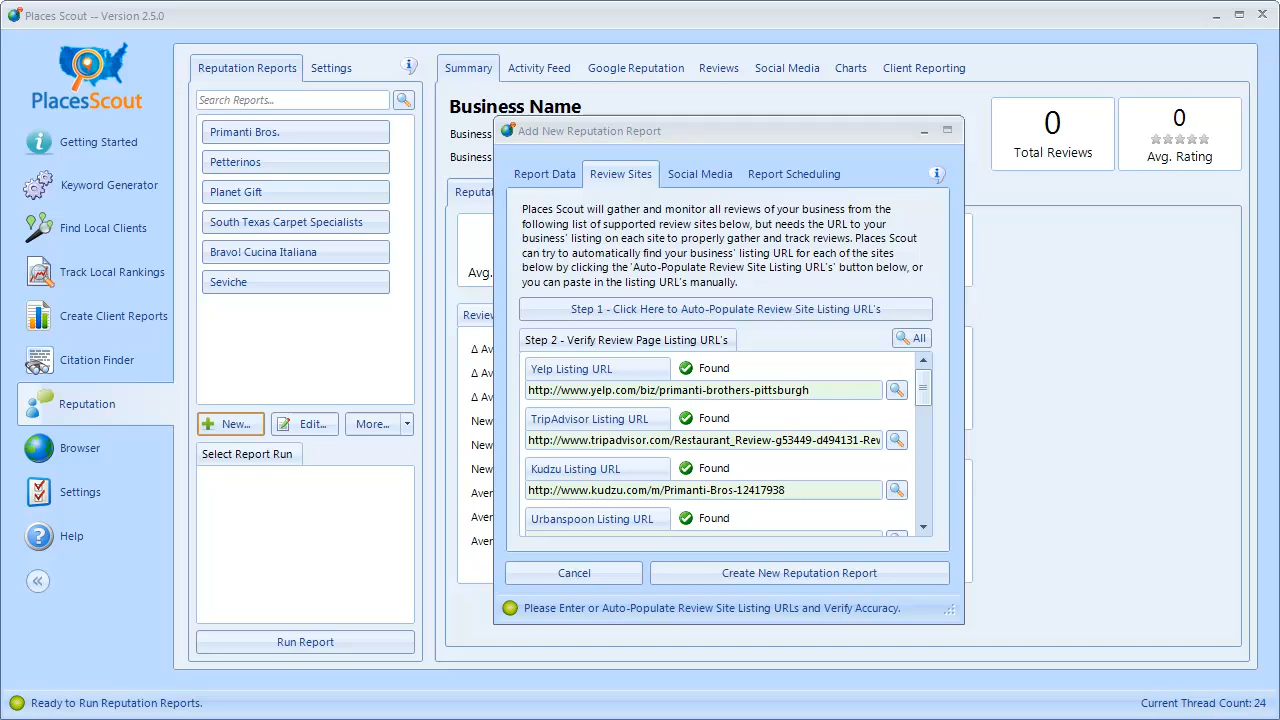 Places Scout -- Version 2.5.0
PlacesScout
Getting Started
Keyword Generator
Find Local Clients
Track Local Rankings
Create Client Reports
Citation Finder
Reputation
Browser
Settings
Help
Reputation Reports
Settings
Search Reports...
Primanti Bros.
Petterinos
Planet Gift
South Texas Carpet Specialists
Bravo! Cucina Italiana
Seviche
New...
Edit...
More...
Select Report Run
Run Report
Summary
Activity Feed
Google Reputation
Reviews
Social Media
Charts
Client Reporting
Business Name
Business
Business
0
Total Reviews
0
Avg. Rating
Reputa
Avg.
Review
Δ Av
Δ Av
Δ Av
New
New
New
Aver
Aver
Aver
Add New Reputation Report
Report Data
Review Sites
Social Media
Report Scheduling
Places Scout will gather and monitor all reviews of your business from the
following list of supported review sites below, but needs the URL to your
business' listing on each site to properly gather and track reviews. Places Scout
can try to automatically find your business' listing URL for each of the sites
below by clicking the 'Auto-Populate Review Site Listing URL's' button below, or
you can paste in the listing URL's manually.
Step 1 - Click Here to Auto-Populate Review Site Listing URL's
Step 2 - Verify Review Page Listing URL's
All
Yelp Listing URL
Found
http://www.yelp.com/biz/primanti-brothers-pittsburgh
TripAdvisor Listing URL
Found
http://www.tripadvisor.com/Restaurant_Review-g53449-d494131-Rev
Kudzu Listing URL
Found
http://www.kudzu.com/m/Primanti-Bros-12417938
Urbanspoon Listing URL
Found
Cancel
Create New Reputation Report
Please Enter or Auto-Populate Review Site Listing URLs and Verify Accuracy.
Ready to Run Reputation Reports.
Current Thread Count: 24